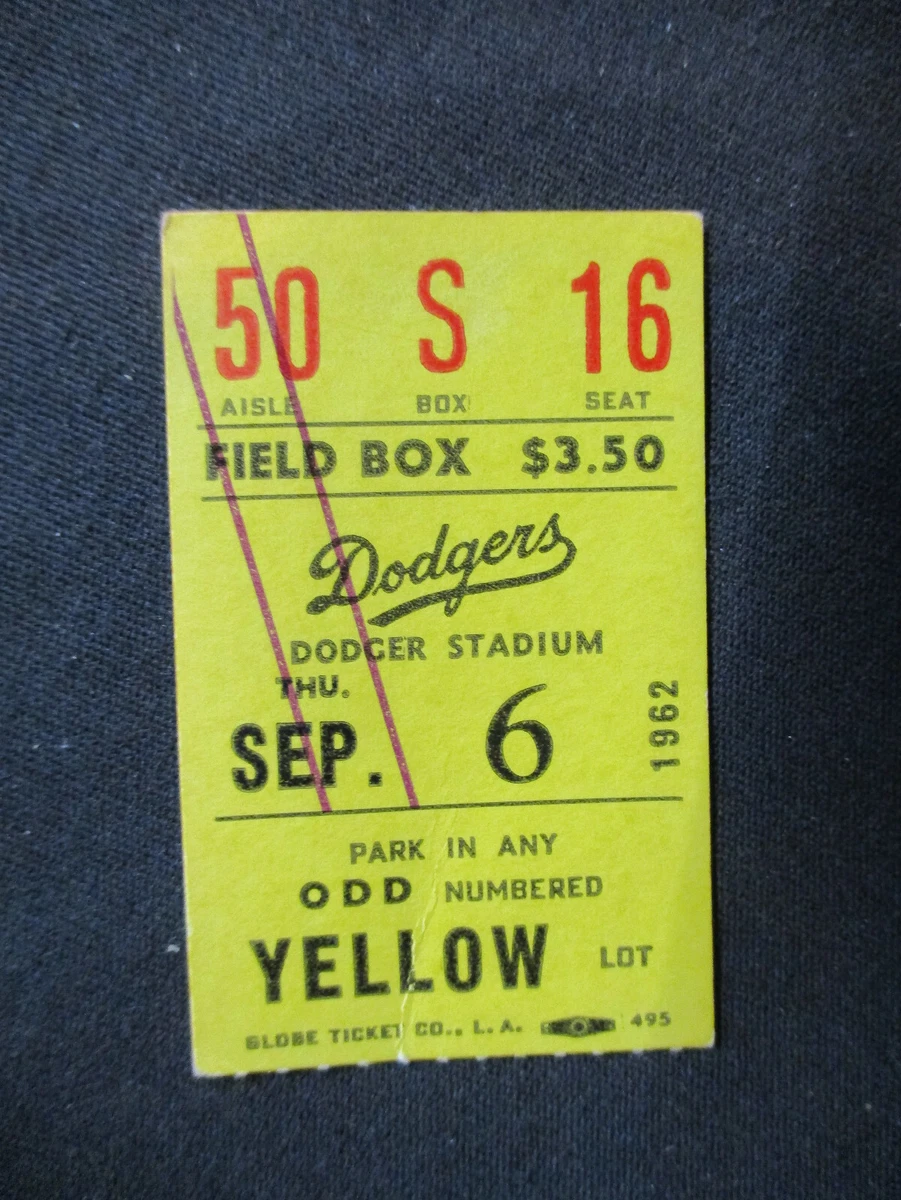 50 S 16
AISLE BOX SEAT
FIELD BOX $3.50
Dodgers
DODGER STADIUM
THU.
SEP. 6 1962
PARK IN ANY
ODD NUMBERED
YELLOW LOT
GLOBE TICKET CO., L.A. 495